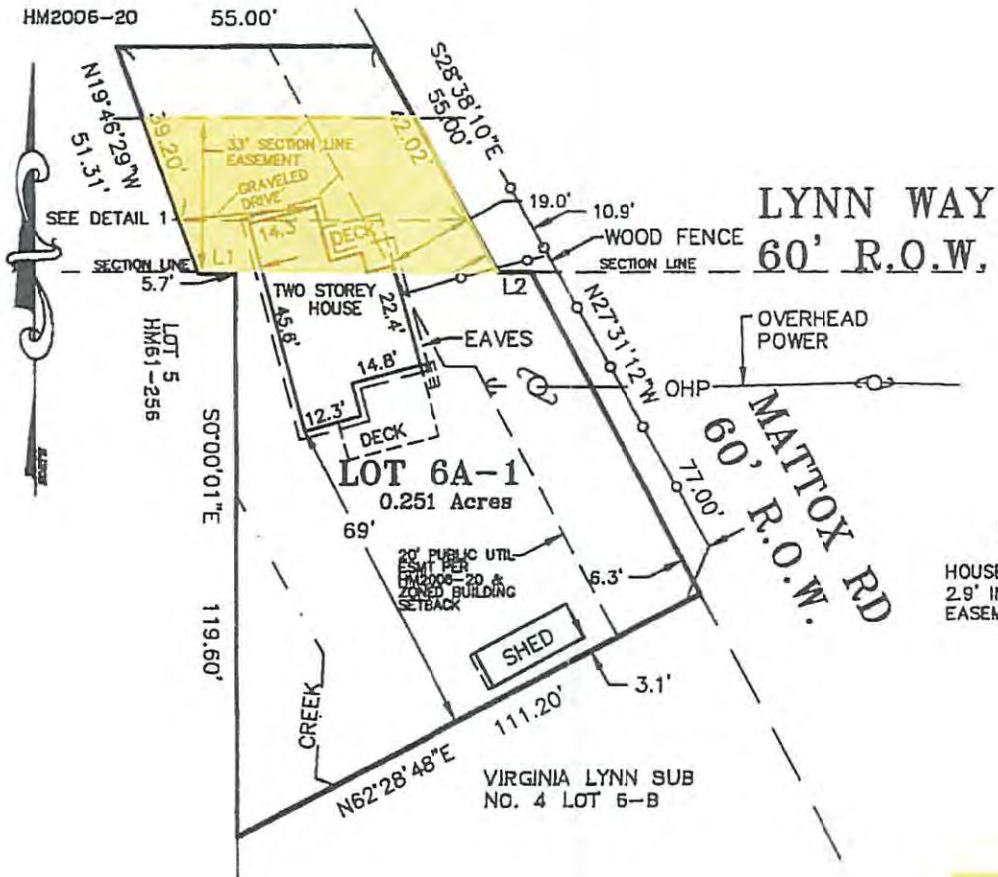 HM2006-20
55.00'
N19°46'29"W
51.31'
39.20'
S28°38'10"E
55.00'
42.02'
33' SECTION LINE
EASEMENT
GRAVELED
DRIVE
SEE DETAIL 1
14.3'
DECK
19.0'
10.9'
WOOD FENCE
LYNN WAY
60' R.O.W.
SECTION LINE
L1
5.7'
L2
SECTION LINE
TWO STOREY
HOUSE
45.6'
22.4'
EAVES
14.8'
12.3'
DECK
N27°31'12"W
77.00'
OVERHEAD
POWER
OHP
MATTOX RD
60' R.O.W.
LOT 5
HM61-256
S0°00'01"E
119.60'
LOT 6A-1
0.251 Acres
69'
20' PUBLIC UTIL
ESMT PER
HM2006-20 &
ZONED BUILDING
SETBACK
6.3'
HOUSE
2.9' I
EASEM
SHED
3.1'
CREEK
N62°28'48"E
111.20'
VIRGINIA LYNN SUB
NO. 4 LOT 6-B